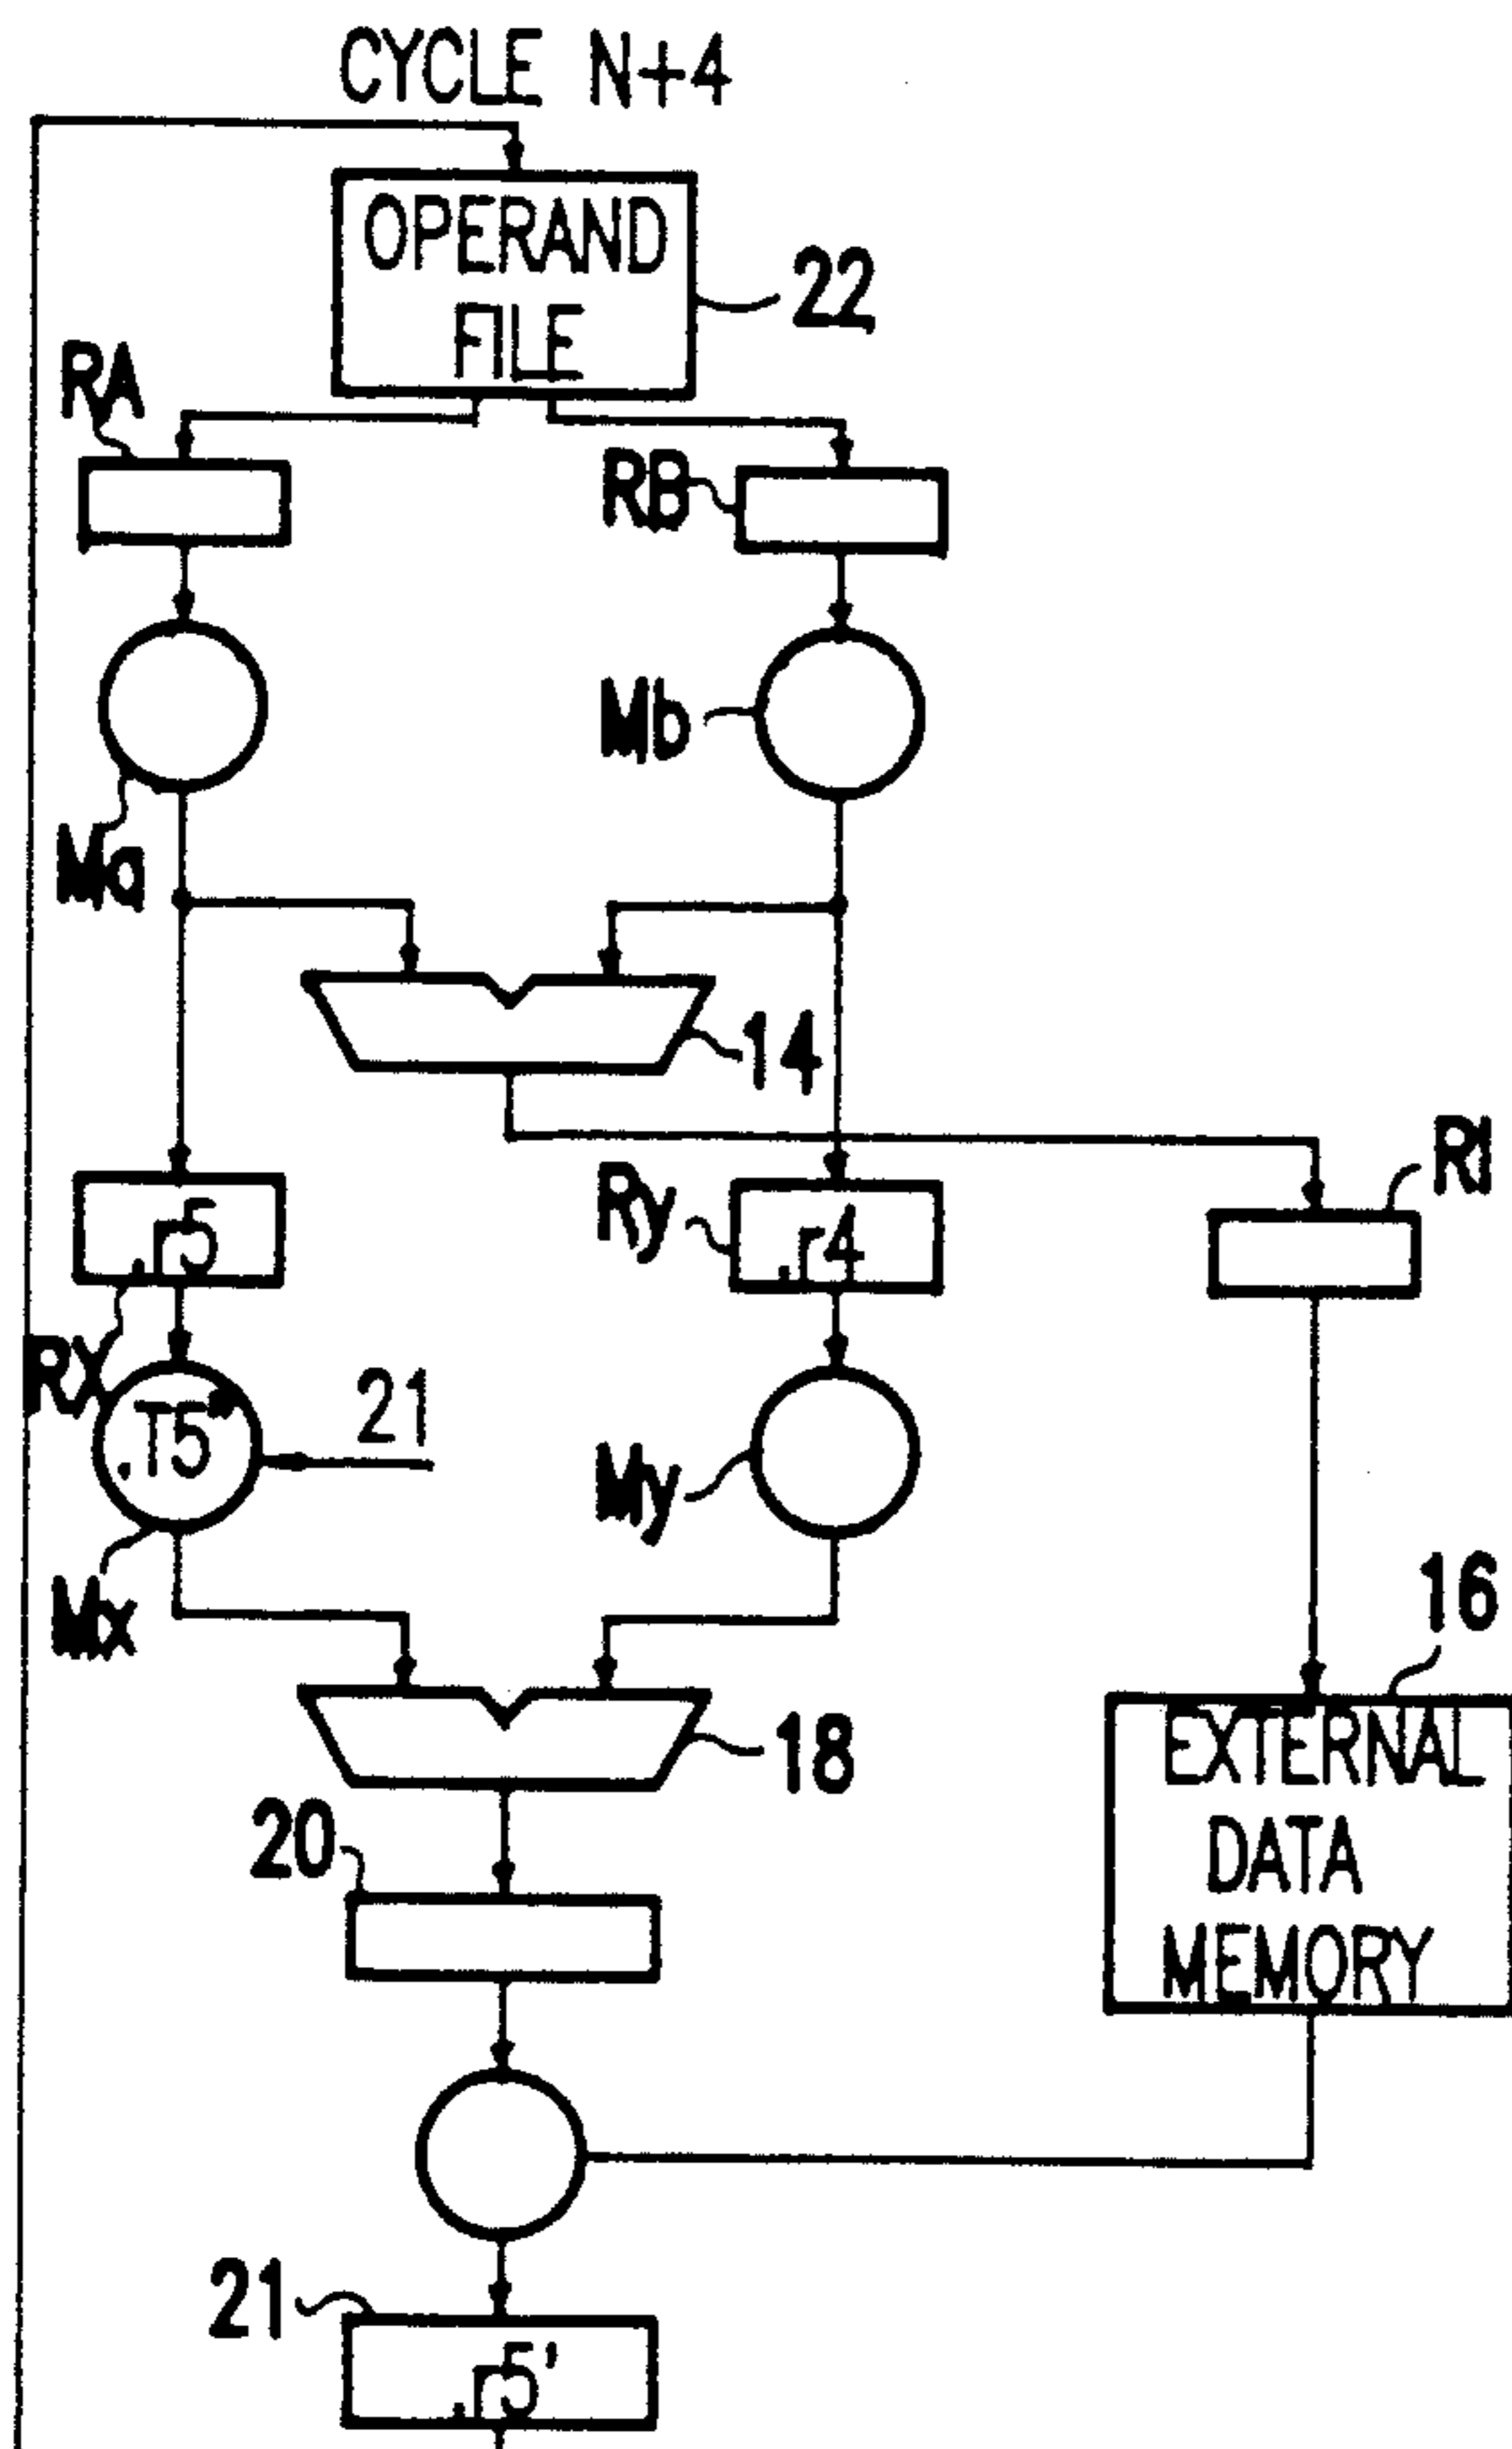 CYCLE N+4
OPERAND
FILE
22
RA
RB
Mb
Ma
14
RI
.r5
Ry
.r4
RX
21
.T5'
My
Mx
16
18
EXTERNAL
DATA
MEMORY
20
21
.r5'